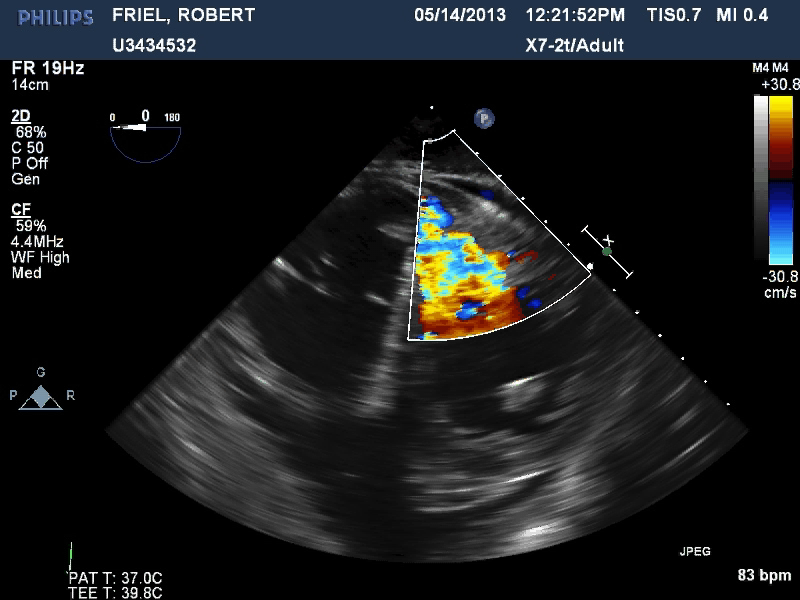 PHILIPS
FRIEL, ROBERT
05/14/2013 12:21:52PM TIS0.7 MI 0.4
U3434532
X7-2t/Adult
FR 19Hz
14cm
2D
68%
C 50
P Off
Gen
CF
59%
4.4MHz
WF High
Med
0 0 180
P
M4 M4
+30.8
-30.8
cm/s
x
G
P R
PAT T: 37.0C
TEE T: 39.8C
JPEG
83 bpm